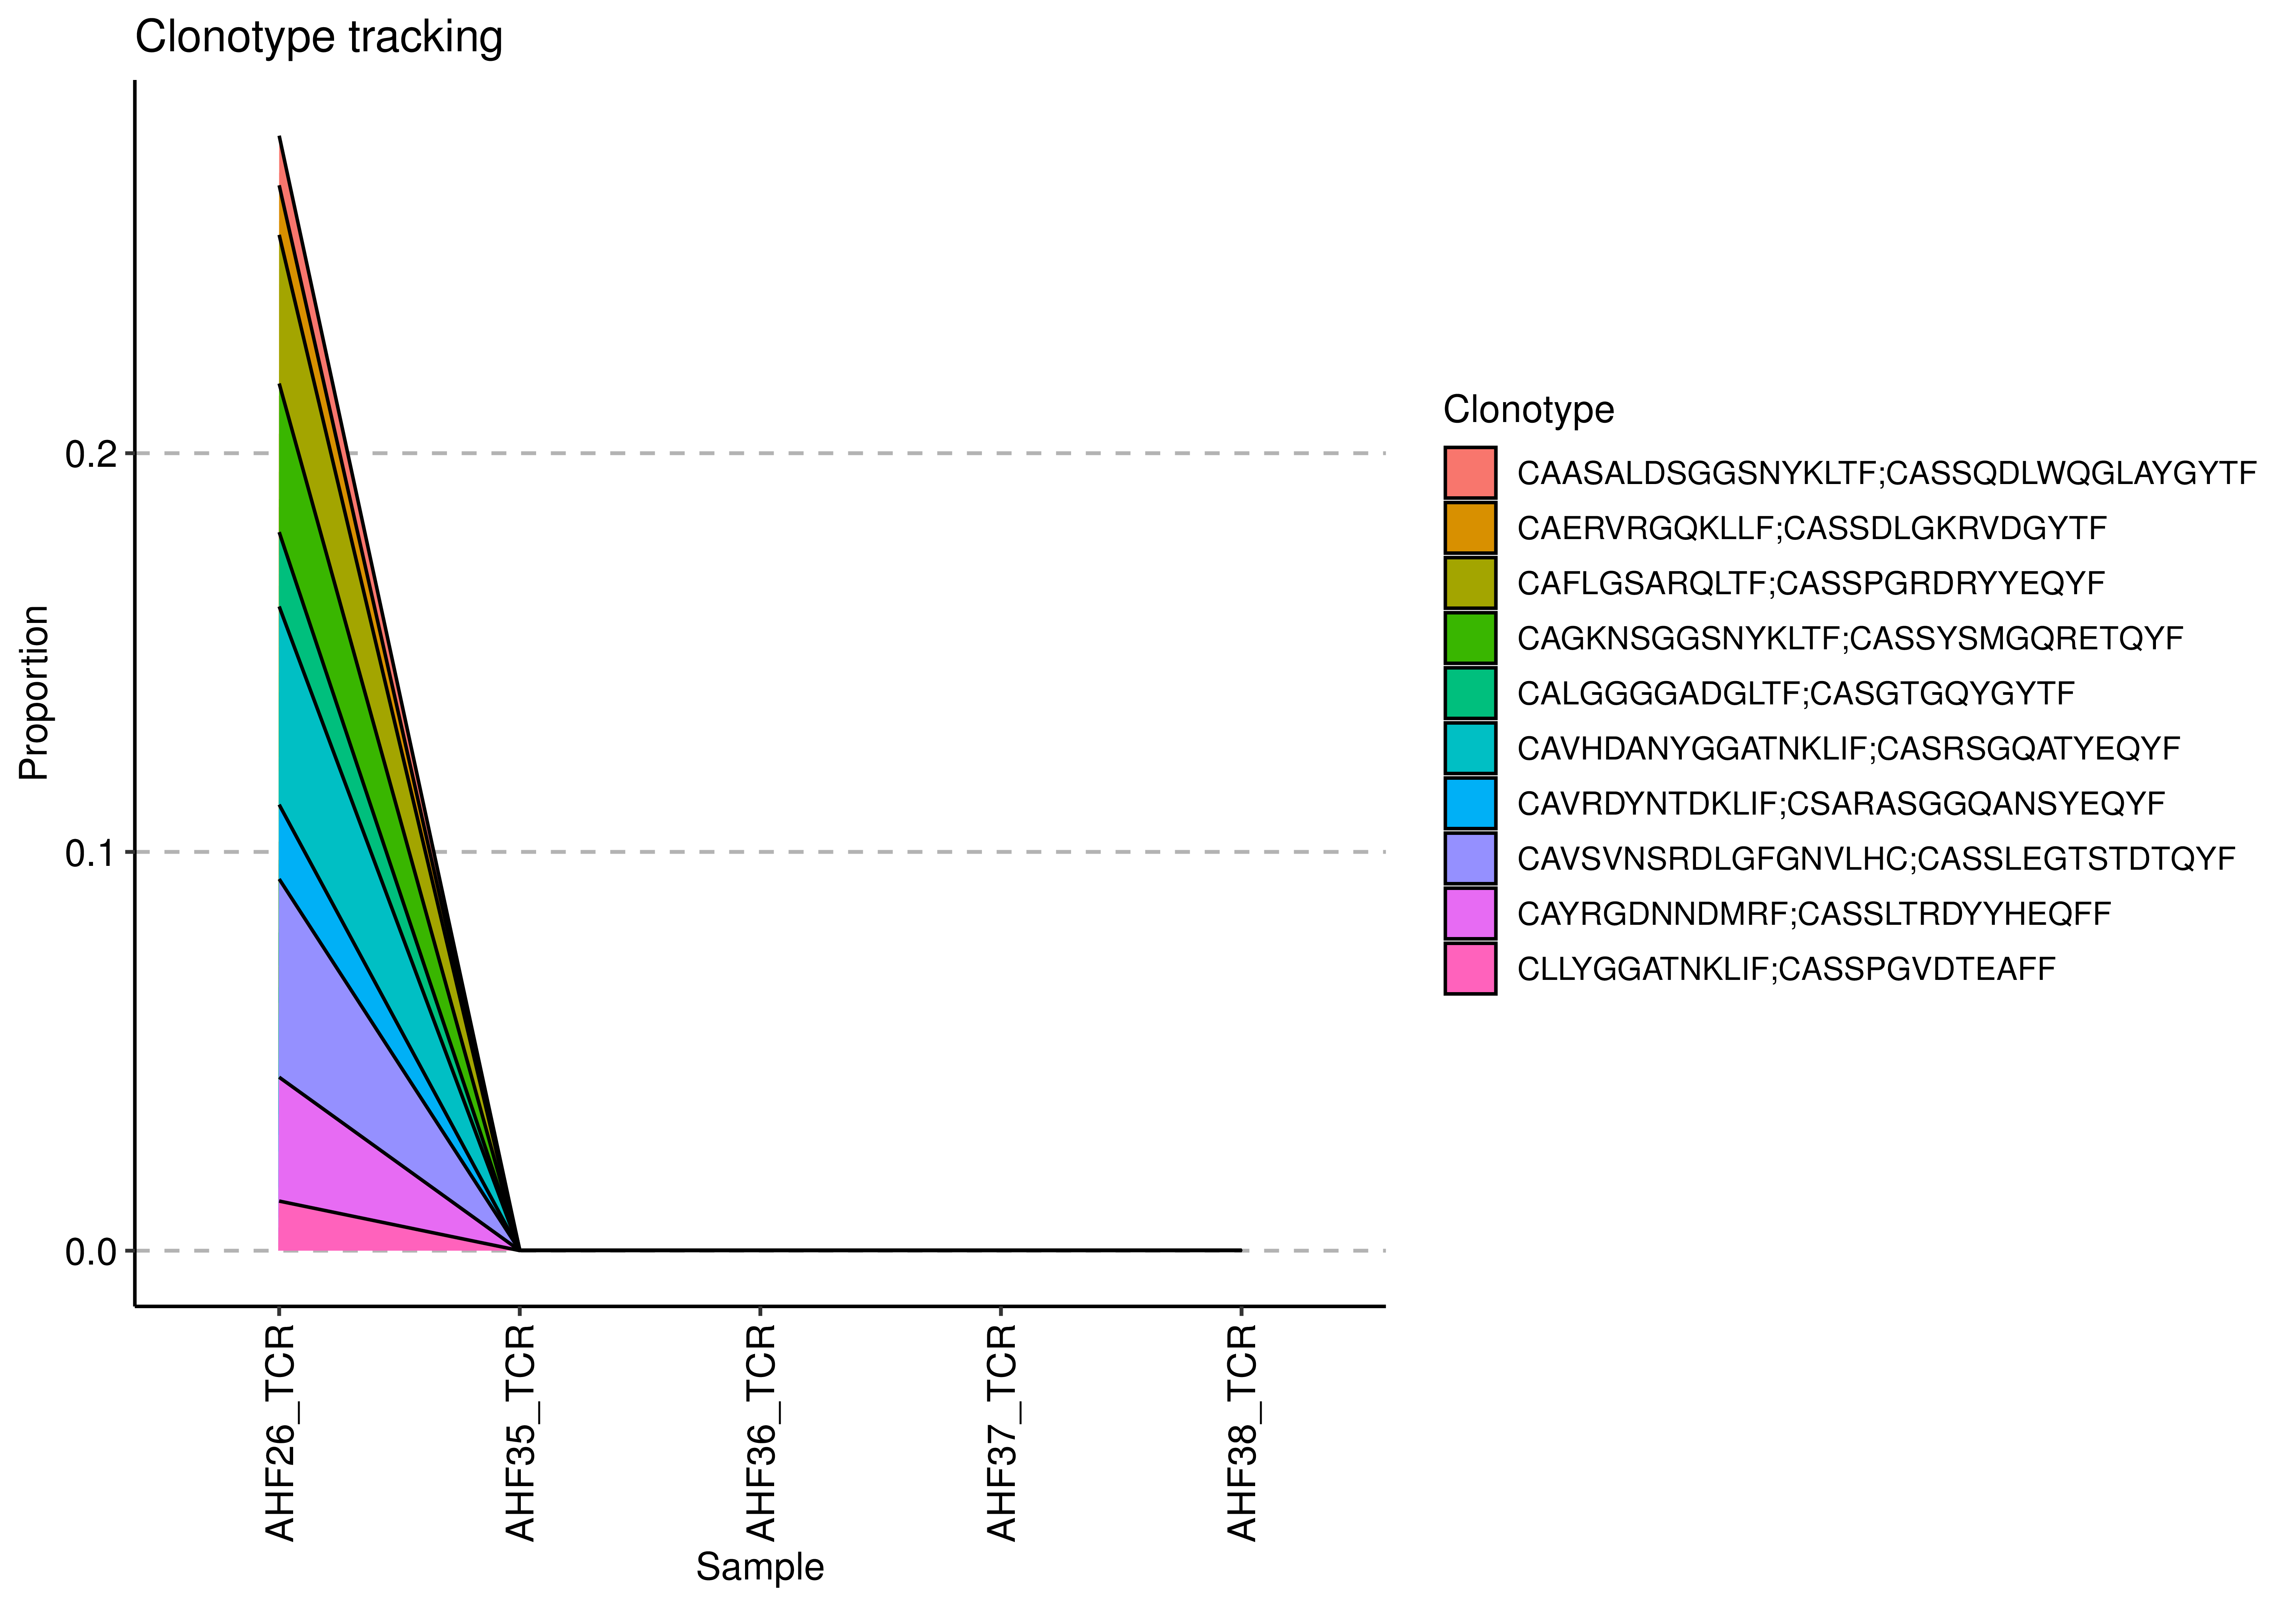 Clonotype tracking
Proportion
0.2
0.1
0.0
AHF26_TCR
AHF35_TCR
AHF36_TCR
AHF37_TCR
AHF38_TCR
Sample
Clonotype
CAASALDSGGSNYKLTF;CASSQDLWQGLAYGYTF
CAERVRGQKLLF;CASSDLGKRVDGYTF
CAFLGSARQLTF;CASSPGRDRYYEQYF
CAGKNSGGSNYKLTF;CASSYSMGQRETQYF
CALGGGGADGLTF;CASGTGQYGYTF
CAVHDANYGGATNKLIF;CASRSGQATYEQYF
CAVRDYNTDKLIF;CSARASGGQANSYEQYF
CAVSVNSRDLGFGNVLHC;CASSLEGTSTDTQYF
CAYRGDNNDMRF;CASSLTRDYYHEQFF
CLLYGGATNKLIF;CASSPGVDTEAFF